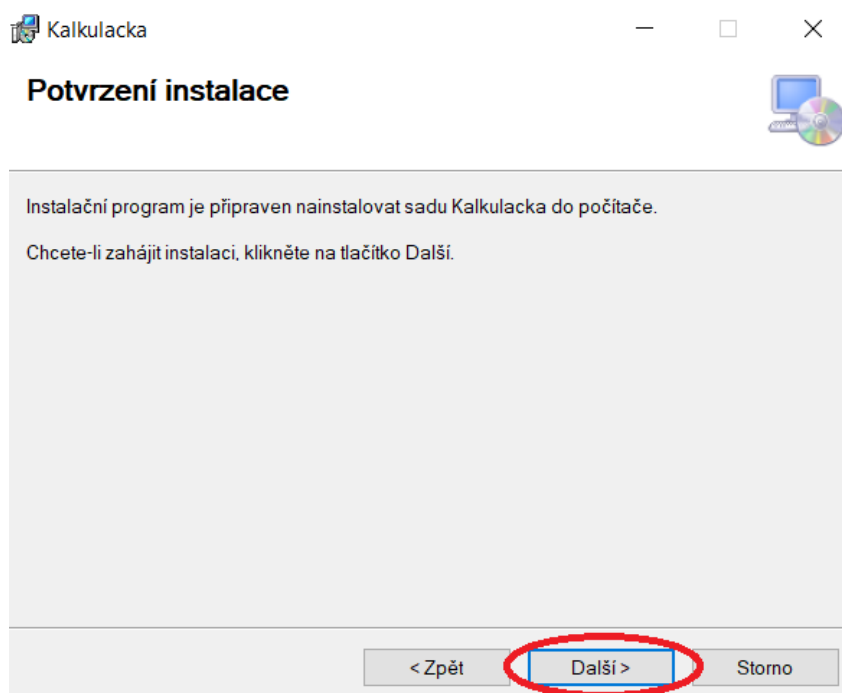 Kalkulacka
Potvrzení instalace
Instalační program je připraven nainstalovat sadu Kalkulacka do počítače.
Chcete-li zahájit instalaci, klikněte na tlačítko Další.
< Zpět
Další >
Storno